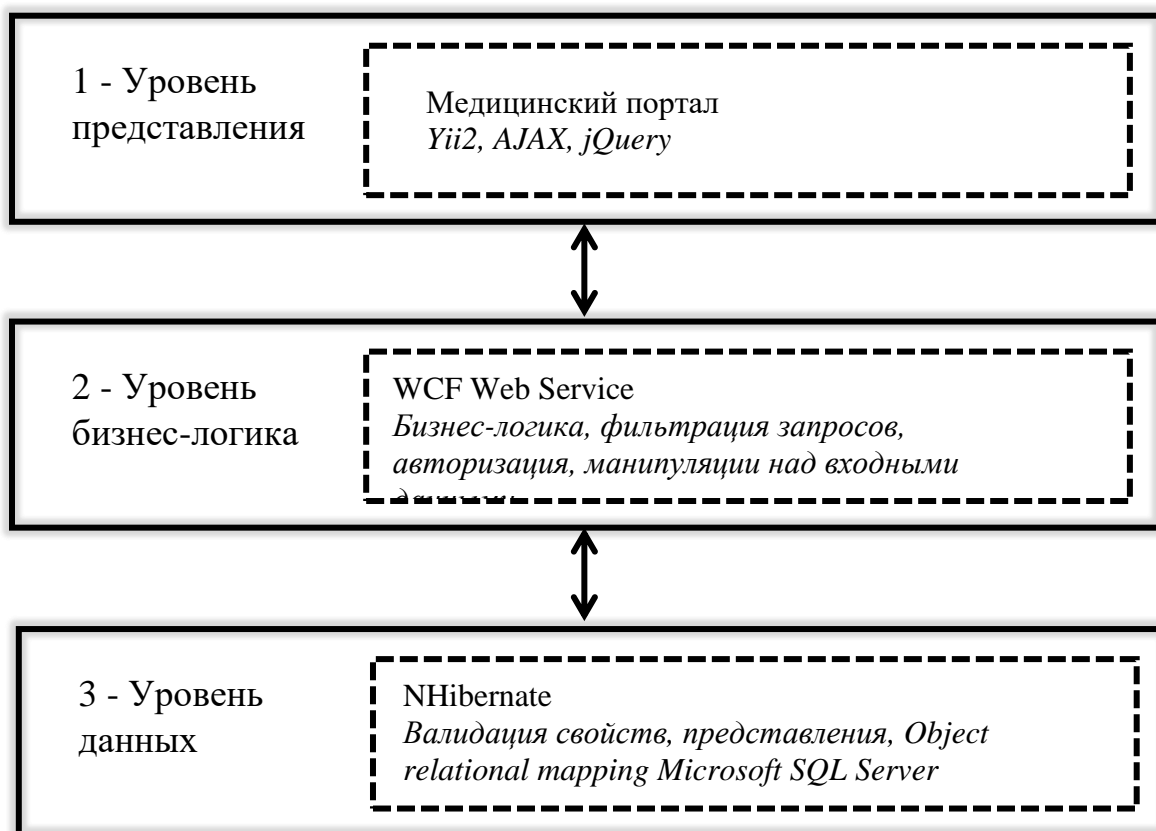 1 - Уровень
представления
Медицинский портал
Yii2, AJAX, jQuery
2 - Уровень
бизнес-логика
WCF Web Service
Бизнес-логика, фильтрация запросов,
авторизация, манипуляции над входными
3 - Уровень
данных
NHibernate
Валидация свойств, представления, Object
relational mapping Microsoft SQL Server